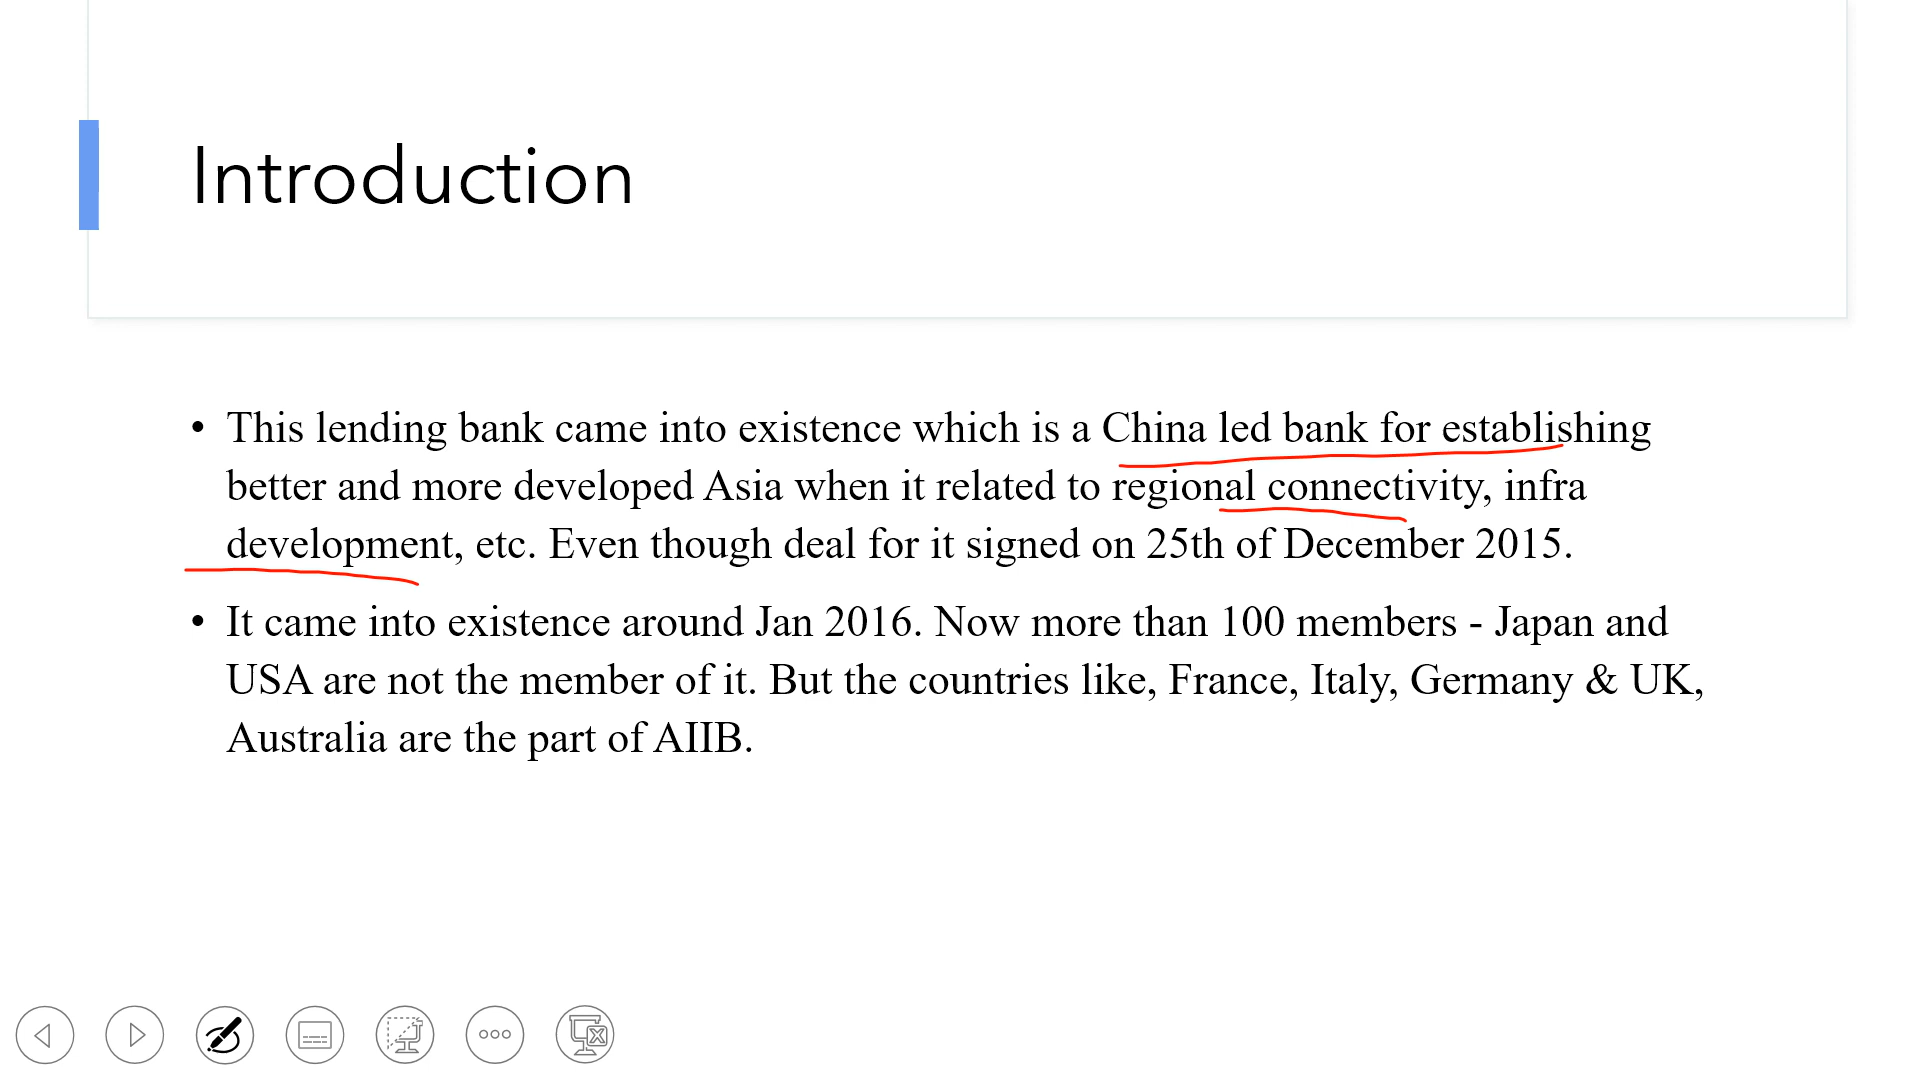 Introduction
• This lending bank came into existence which is a China led bank for establishing
better and more developed Asia when it related to regional connectivity, infra
development, etc. Even though deal for it signed on 25th of December 2015.
• It came into existence around Jan 2016. Now more than 100 members - Japan and
USA are not the member of it. But the countries like, France, Italy, Germany & UK,
Australia are the part of AIIB.